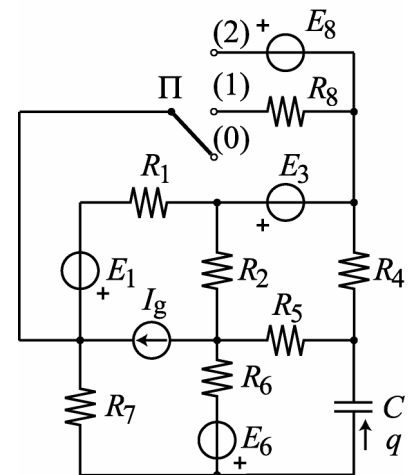 (2) + E8
П (1) R8
(0)
R1 E3
+
E1 + Ig R2 R4
R5
R7 R6 C
E6 q
+